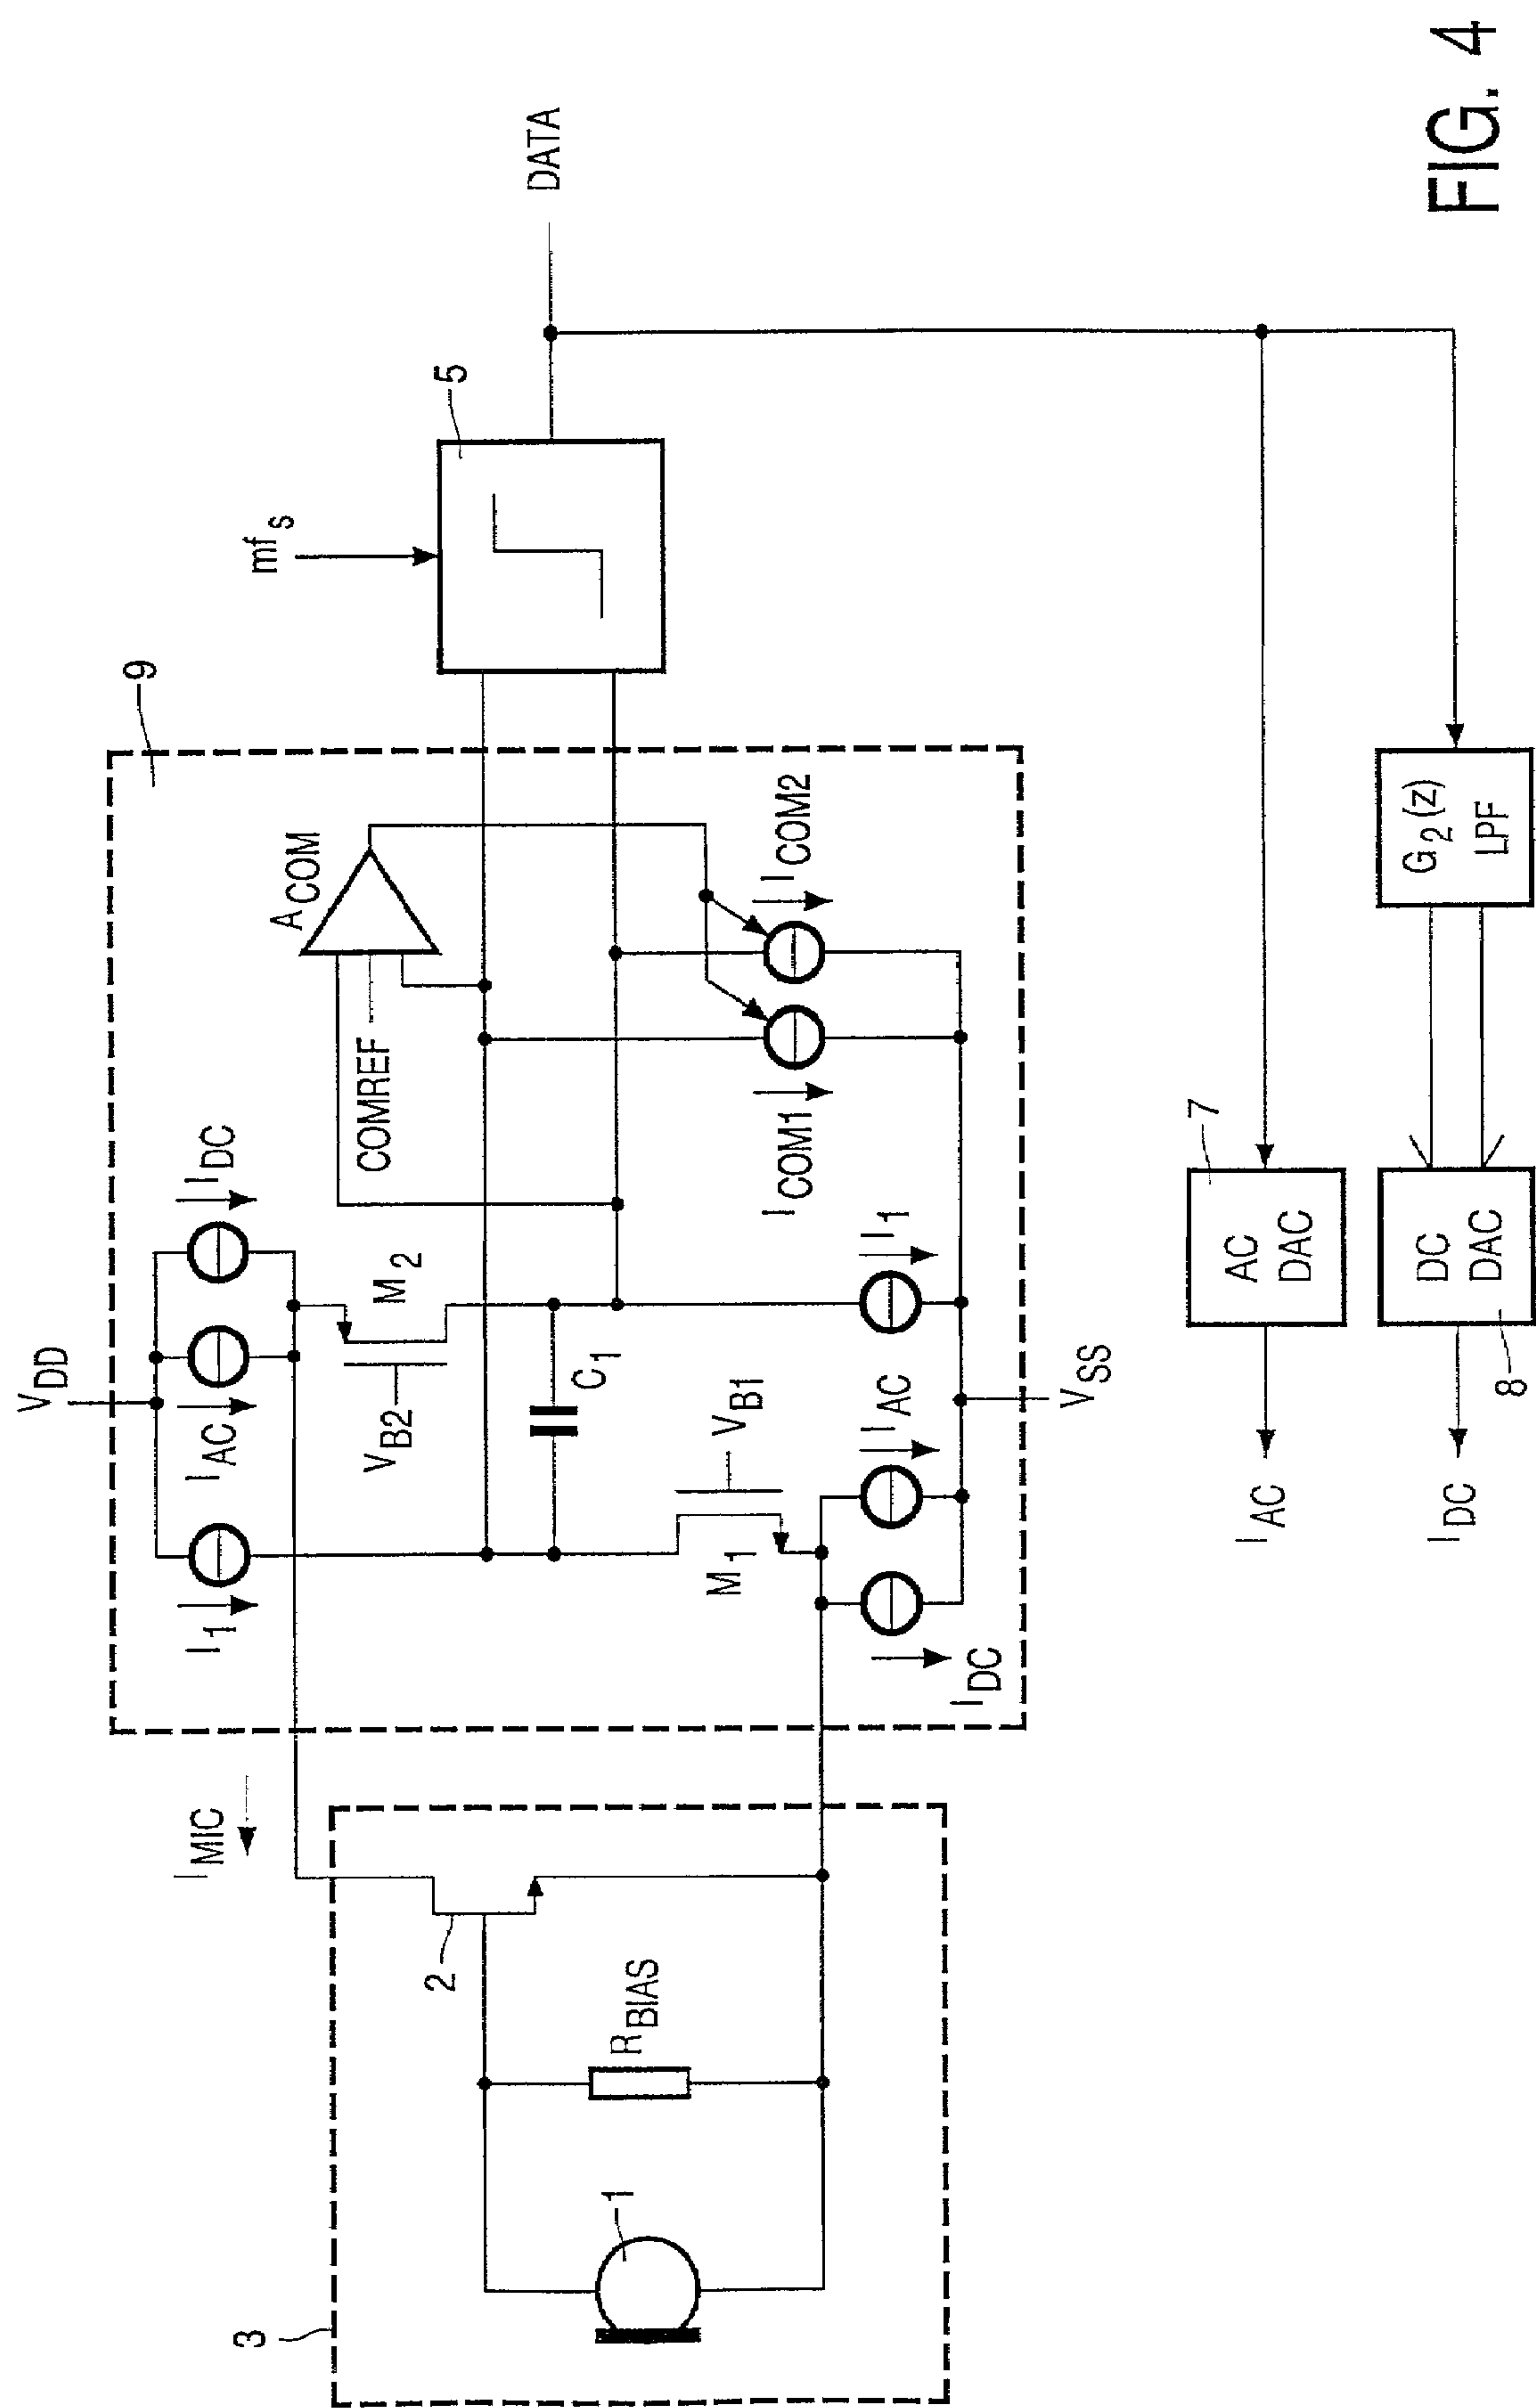 3
1
R BIAS
2
I MIC
9
V DD
I 1
I AC
I DC
V B2
M 2
C 1
M 1
V B1
I DC
I AC
I 1
V SS
COMREF
A COM
I COM1
I COM2
mf s
5
DATA
7
AC
DAC
I AC
8
DC
DAC
I DC
G 2 (z)
LPF
FIG. 4